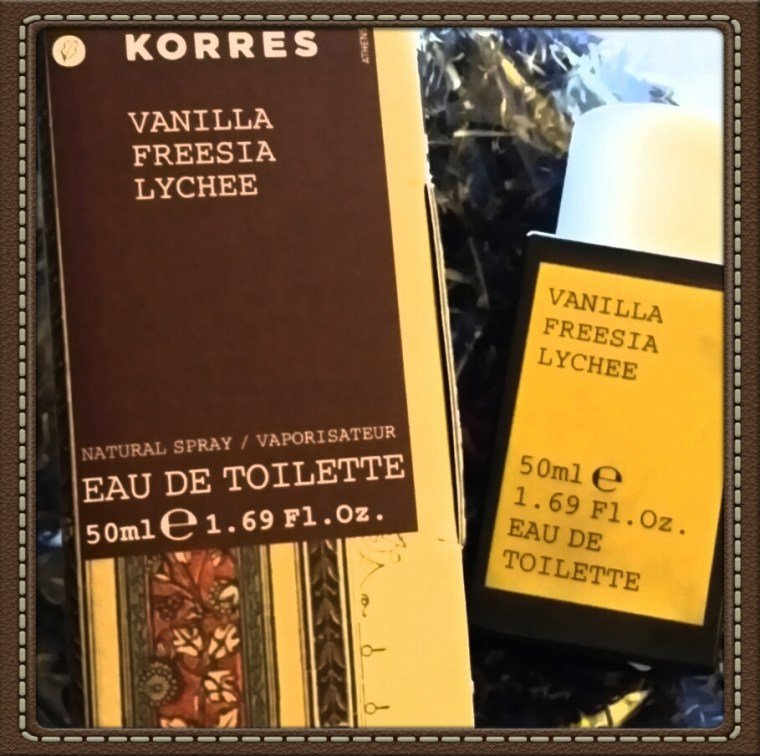 KORRES
ATHENS
VANILLA
FREESIA
LYCHEE
NATURAL SPRAY / VAPORISATEUR
EAU DE TOILETTE
50ml ℮ 1.69 Fl.Oz.
VANILLA
FREESIA
LYCHEE
50ml ℮
1.69 Fl.Oz.
EAU DE
TOILETTE